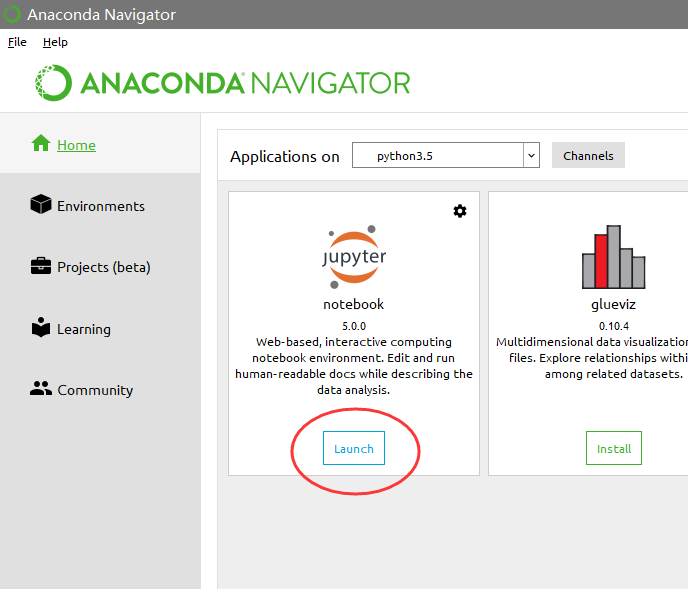 Anaconda Navigator
File Help
ANACONDA NAVIGATOR
Home
Environments
Projects (beta)
Learning
Community
Applications on python3.5 Channels
jupyter
notebook
5.0.0
Web-based, interactive computing
notebook environment. Edit and run
human-readable docs while describing the
data analysis.
Launch
glueviz
0.10.4
Multidimensional data visualization
files. Explore relationships withi
among related datasets.
Install